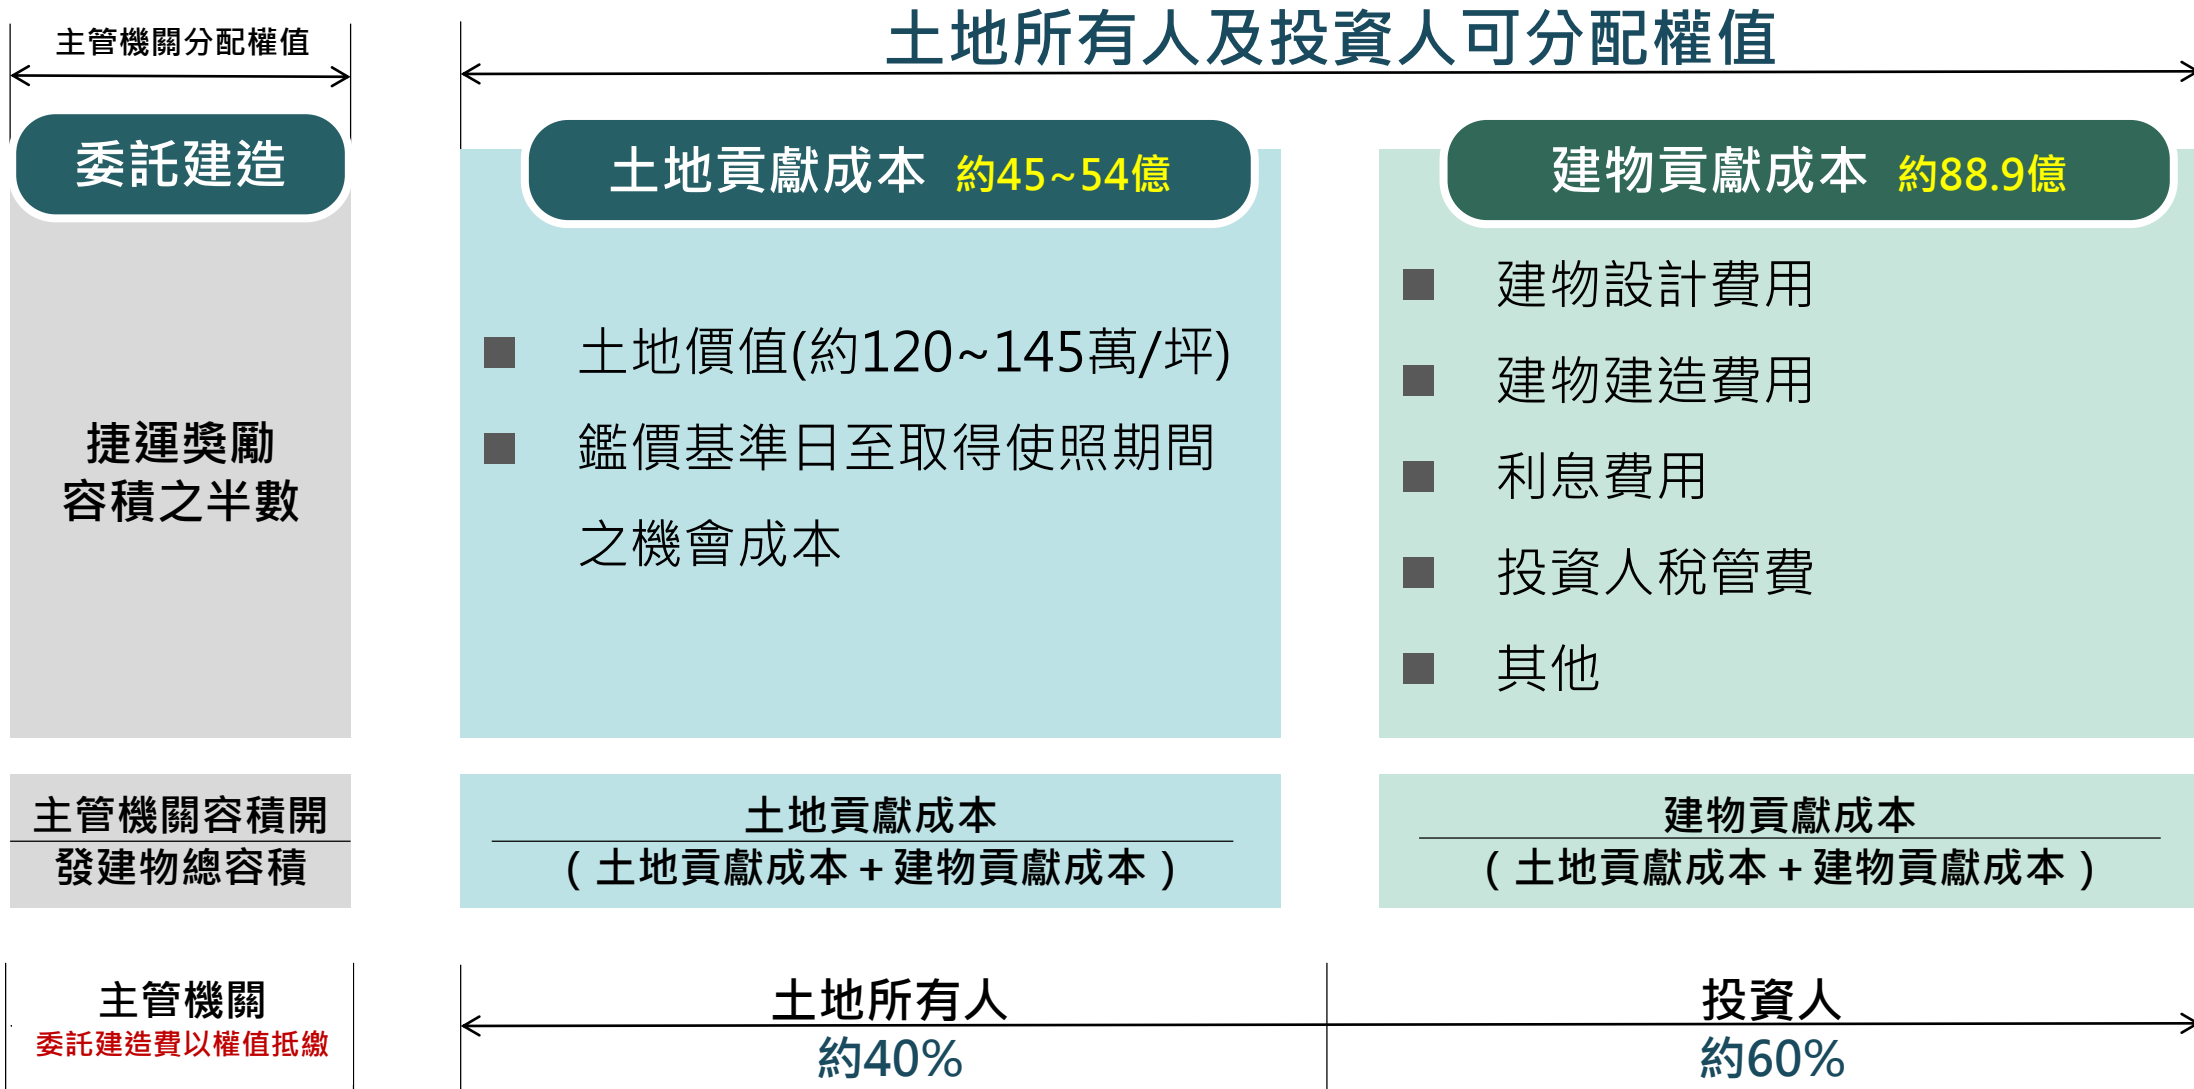 主管機關分配權值
土地所有人及投資人可分配權值
委託建造
捷運獎勵
容積之半數
土地貢獻成本 約45~54億
■ 土地價值(約120~145萬/坪)
■ 鑑價基準日至取得使照期間
之機會成本
建物貢獻成本 約88.9億
■ 建物設計費用
■ 建物建造費用
■ 利息費用
■ 投資人稅管費
■ 其他
主管機關容積開
發建物總容積
土地貢獻成本
(土地貢獻成本+建物貢獻成本)
建物貢獻成本
(土地貢獻成本+建物貢獻成本)
主管機關
委託建造費以權值抵繳
土地所有人
約40%
投資人
約60%